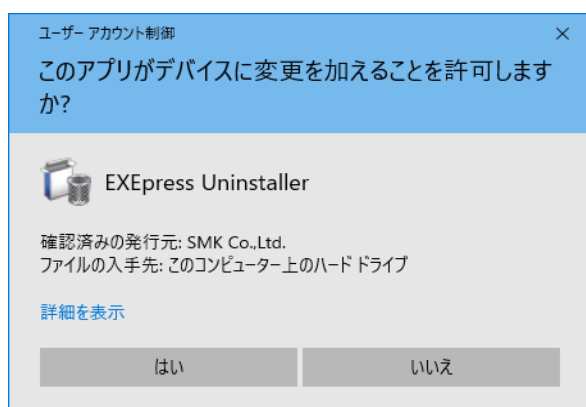 ユーザー アカウント制御
このアプリがデバイスに変更を加えることを許可します
か?
EXEpress Uninstaller
確認済みの発行元: SMK Co.,Ltd.
ファイルの入手先: このコンピューター上のハード ドライブ
詳細を表示
はい
いいえ